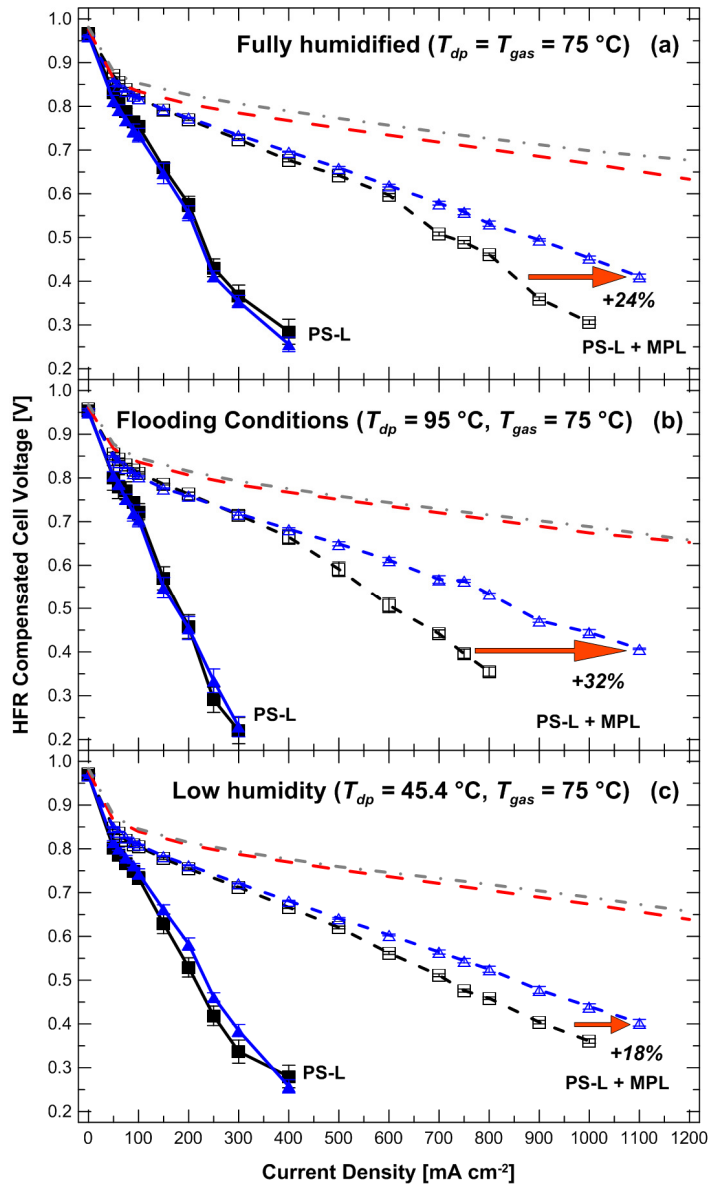 Fully humidified (Tdp = Tgas = 75 °C) (a)
1.0
0.9
0.8
0.7
0.6
0.5
0.4
0.3
0.2
+24%
PS-L
PS-L + MPL
Flooding Conditions (Tdp = 95 °C, Tgas = 75 °C) (b)
1.0
0.9
0.8
0.7
0.6
0.5
0.4
0.3
0.2
+32%
PS-L
PS-L + MPL
Low humidity (Tdp = 45.4 °C, Tgas = 75 °C) (c)
1.0
0.9
0.8
0.7
0.6
0.5
0.4
0.3
0.2
+18%
PS-L
PS-L + MPL
HFR Compensated Cell Voltage [V]
0 100 200 300 400 500 600 700 800 900 1000 1100 1200
Current Density [mA cm⁻²]